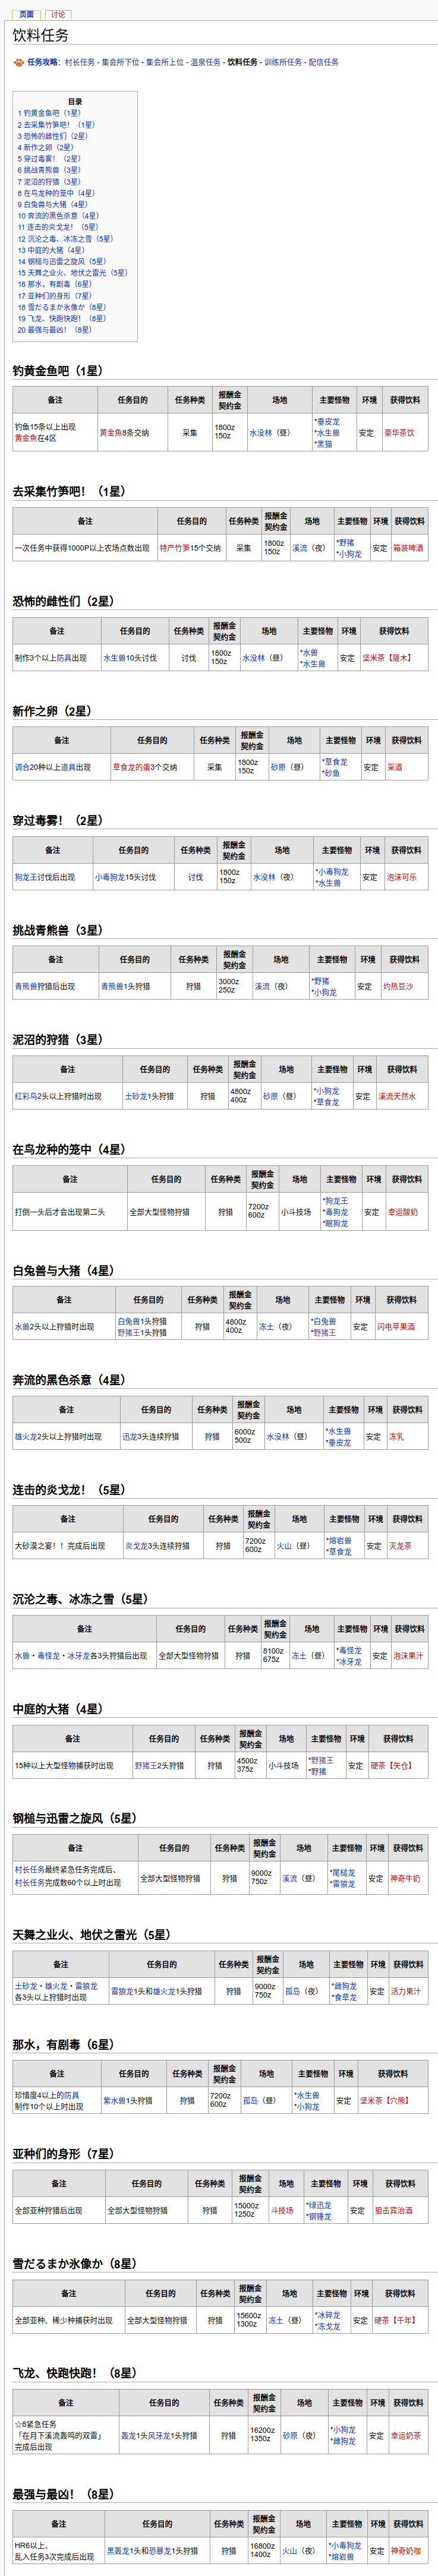 页面 讨论
饮料任务
任务攻略：村长任务 - 集会所下位 - 集会所上位 - 温泉任务 - 饮料任务 - 训练所任务 - 配信任务
目录
1 钓黄金鱼吧（1星）
2 去采集竹笋吧！（1星）
3 恐怖的雌性们（2星）
4 新作之卵（2星）
5 穿过毒雾！（2星）
6 挑战青熊兽（3星）
7 泥沼的狩猎（3星）
8 在鸟龙种的笼中（4星）
9 白兔兽与大猪（4星）
10 奔流的黑色杀意（4星）
11 连击的炎戈龙！（5星）
12 沉沦之毒、冰冻之雪（5星）
13 中庭的大猪（4星）
14 钢槌与迅雷之旋风（5星）
15 天舞之业火、地伏之雷光（5星）
16 那水，有剧毒（6星）
17 亚种们的身形（7星）
18 雪だるまか氷像か（8星）
19 飞龙、快跑快跑！（8星）
20 最强与最凶！（8星）
钓黄金鱼吧（1星）
备注 任务目的 任务种类 报酬金 场地 主要怪物 环境 获得饮料
契约金
钓鱼15条以上出现 黄金鱼8条交纳 采集 1800z 水没林（昼） *垂皮龙 安定 豪华茶饮
黄金鱼在4区 150z *水生兽
*黑猫
去采集竹笋吧！（1星）
备注 任务目的 任务种类 报酬金 场地 主要怪物 环境 获得饮料
契约金
一次任务中获得1000P以上农场点数出现 特产竹笋15个交纳 采集 1800z 溪流（夜） *野猪 安定 箱装啤酒
150z *小狗龙
恐怖的雌性们（2星）
备注 任务目的 任务种类 报酬金 场地 主要怪物 环境 获得饮料
契约金
制作3个以上防具出现 水生兽10头讨伐 讨伐 1800z 水没林（昼） *水兽 安定 坚米茶【薩木】
150z *水生兽
新作之卵（2星）
备注 任务目的 任务种类 报酬金 场地 主要怪物 环境 获得饮料
契约金
调合20种以上道具出现 草食龙的蛋3个交纳 采集 1800z 砂原（昼） *草食龙 安定 采酒
150z *砂鱼
穿过毒雾！（2星）
备注 任务目的 任务种类 报酬金 场地 主要怪物 环境 获得饮料
契约金
狗龙王讨伐后出现 小毒狗龙15头讨伐 讨伐 1800z 水没林（夜） *小毒狗龙 安定 泡沫可乐
150z *水生兽
挑战青熊兽（3星）
备注 任务目的 任务种类 报酬金 场地 主要怪物 环境 获得饮料
契约金
青熊兽狩猎后出现 青熊兽1头狩猎 狩猎 3000z 溪流（夜） *野猪 安定 灼热豆沙
250z *小狗龙
泥沼的狩猎（3星）
备注 任务目的 任务种类 报酬金 场地 主要怪物 环境 获得饮料
契约金
红彩鸟2头以上狩猎时出现 土砂龙1头狩猎 狩猎 4800z 砂原（昼） *小狗龙 安定 溪流天然水
400z *草食龙
在鸟龙种的笼中（4星）
备注 任务目的 任务种类 报酬金 场地 主要怪物 环境 获得饮料
契约金
打倒一头后才会出现第二头 全部大型怪物狩猎 狩猎 7200z 小斗技场 *狗龙王 安定 幸运酸奶
600z *毒狗龙
*眠狗龙
白兔兽与大猪（4星）
备注 任务目的 任务种类 报酬金 场地 主要怪物 环境 获得饮料
契约金
水兽2头以上狩猎时出现 白兔兽1头狩猎 狩猎 4800z 冻土（夜） *白兔兽 安定 闪电苹果酒
野猪王1头狩猎 400z *野猪王
奔流的黑色杀意（4星）
备注 任务目的 任务种类 报酬金 场地 主要怪物 环境 获得饮料
契约金
雄火龙2头以上狩猎时出现 迅龙3头连续狩猎 狩猎 6000z 水没林（昼） *水生兽 安定 冻乳
500z *垂皮龙
连击的炎戈龙！（5星）
备注 任务目的 任务种类 报酬金 场地 主要怪物 环境 获得饮料
契约金
大砂漠之宴！！完成后出现 炎戈龙3头连续狩猎 狩猎 7200z 火山（昼） *熔岩兽 安定 灭龙茶
600z *草食龙
沉沦之毒、冰冻之雪（5星）
备注 任务目的 任务种类 报酬金 场地 主要怪物 环境 获得饮料
契约金
水兽・毒怪龙・冰牙龙各3头狩猎后出现 全部大型怪物狩猎 狩猎 8100z 冻土（昼） *毒怪龙 安定 泡沫果汁
675z *冰牙龙
中庭的大猪（4星）
备注 任务目的 任务种类 报酬金 场地 主要怪物 环境 获得饮料
契约金
15种以上大型怪物捕获时出现 野猪王2头狩猎 狩猎 4500z 小斗技场 *野猪王 安定 硬茶【矢仓】
375z *野猪
钢槌与迅雷之旋风（5星）
备注 任务目的 任务种类 报酬金 场地 主要怪物 环境 获得饮料
契约金
村长任务最终紧急任务完成后、 全部大型怪物狩猎 狩猎 9000z 溪流（昼） *尾槌龙 安定 神奇牛奶
村长任务完成数60个以上时出现 750z *雷狼龙
天舞之业火、地伏之雷光（5星）
备注 任务目的 任务种类 报酬金 场地 主要怪物 环境 获得饮料
契约金
土砂龙・雄火龙・雷狼龙 雷狼龙1头和雄火龙1头狩猎 狩猎 9000z 孤岛（夜） *雌狗龙 安定 活力果汁
各3头以上狩猎时出现 750z *食草龙
那水，有剧毒（6星）
备注 任务目的 任务种类 报酬金 场地 主要怪物 环境 获得饮料
契约金
珍惜度4以上的防具 紫水兽1头狩猎 狩猎 7200z 孤岛（昼） *水生兽 安定 坚米茶【穴熊】
制作10个以上时出现 600z *小狗龙
亚种们的身形（7星）
备注 任务目的 任务种类 报酬金 场地 主要怪物 环境 获得饮料
契约金
全部亚种狩猎后出现 全部大型怪物狩猎 狩猎 15000z 斗技场 *绿迅龙 安定 狙击宾治酒
1250z *钢锤龙
雪だるまか氷像か（8星）
备注 任务目的 任务种类 报酬金 场地 主要怪物 环境 获得饮料
契约金
全部亚种、稀少种捕获时出现 全部大型怪物狩猎 狩猎 15600z 冻土（昼） *冰碎龙 安定 硬茶【千年】
1300z *冻戈龙
飞龙、快跑快跑！（8星）
备注 任务目的 任务种类 报酬金 场地 主要怪物 环境 获得饮料
契约金
☆8紧急任务 轰龙1头风牙龙1头狩猎 狩猎 16200z 砂原（夜） *小狗龙 安定 幸运奶茶
「在月下溪流轰鸣的双雷」 1350z *雌狗龙
完成后出现
最强与最凶！（8星）
备注 任务目的 任务种类 报酬金 场地 主要怪物 环境 获得饮料
契约金
HR6以上、 黑轰龙1头和恐暴龙1头狩猎 狩猎 16800z 火山（夜） *小毒狗龙 安定 神奇奶咖
乱入任务3次完成后出现 1400z *熔岩兽